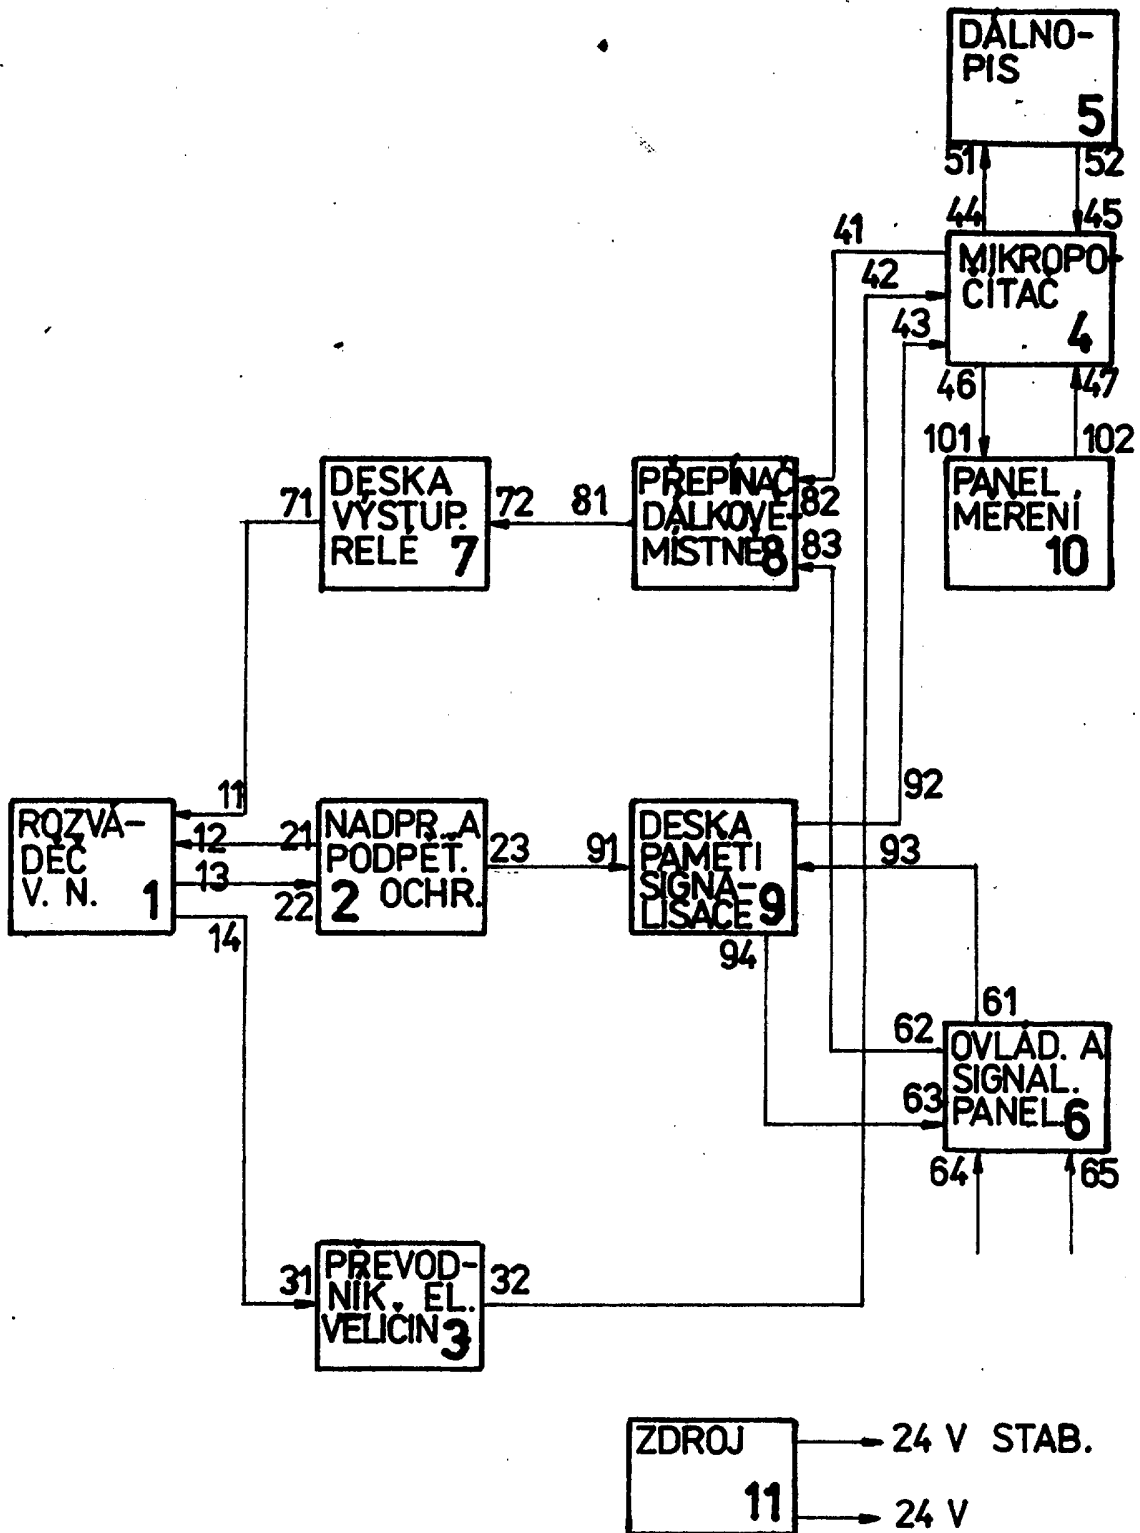 DÁLNO-
PIS
5
51
52
44
45
41
MIKROPO-
ČÍTAČ
4
42
43
46
47
101
102
PANEL
MĚŘENÍ
10
DESKA
VÝSTUP.
RELÉ
7
71
72
81
PŘEPÍNAČ
DÁLKOVĚ-
MÍSTNĚ
8
82
83
11
12
13
14
ROZVÁ-
DĚČ
V. N.
1
21
22
23
NADPR. A
PODPĚŤ.
OCHR.
2
91
92
93
94
DESKA
PAMĚTI
SIGNA-
LISACE
9
61
62
63
64
65
OVLÁD. A
SIGNAL.
PANEL
6
31
32
PŘEVOD-
NÍK. EL.
VELIČIN
3
ZDROJ
11
24 V STAB.
24 V